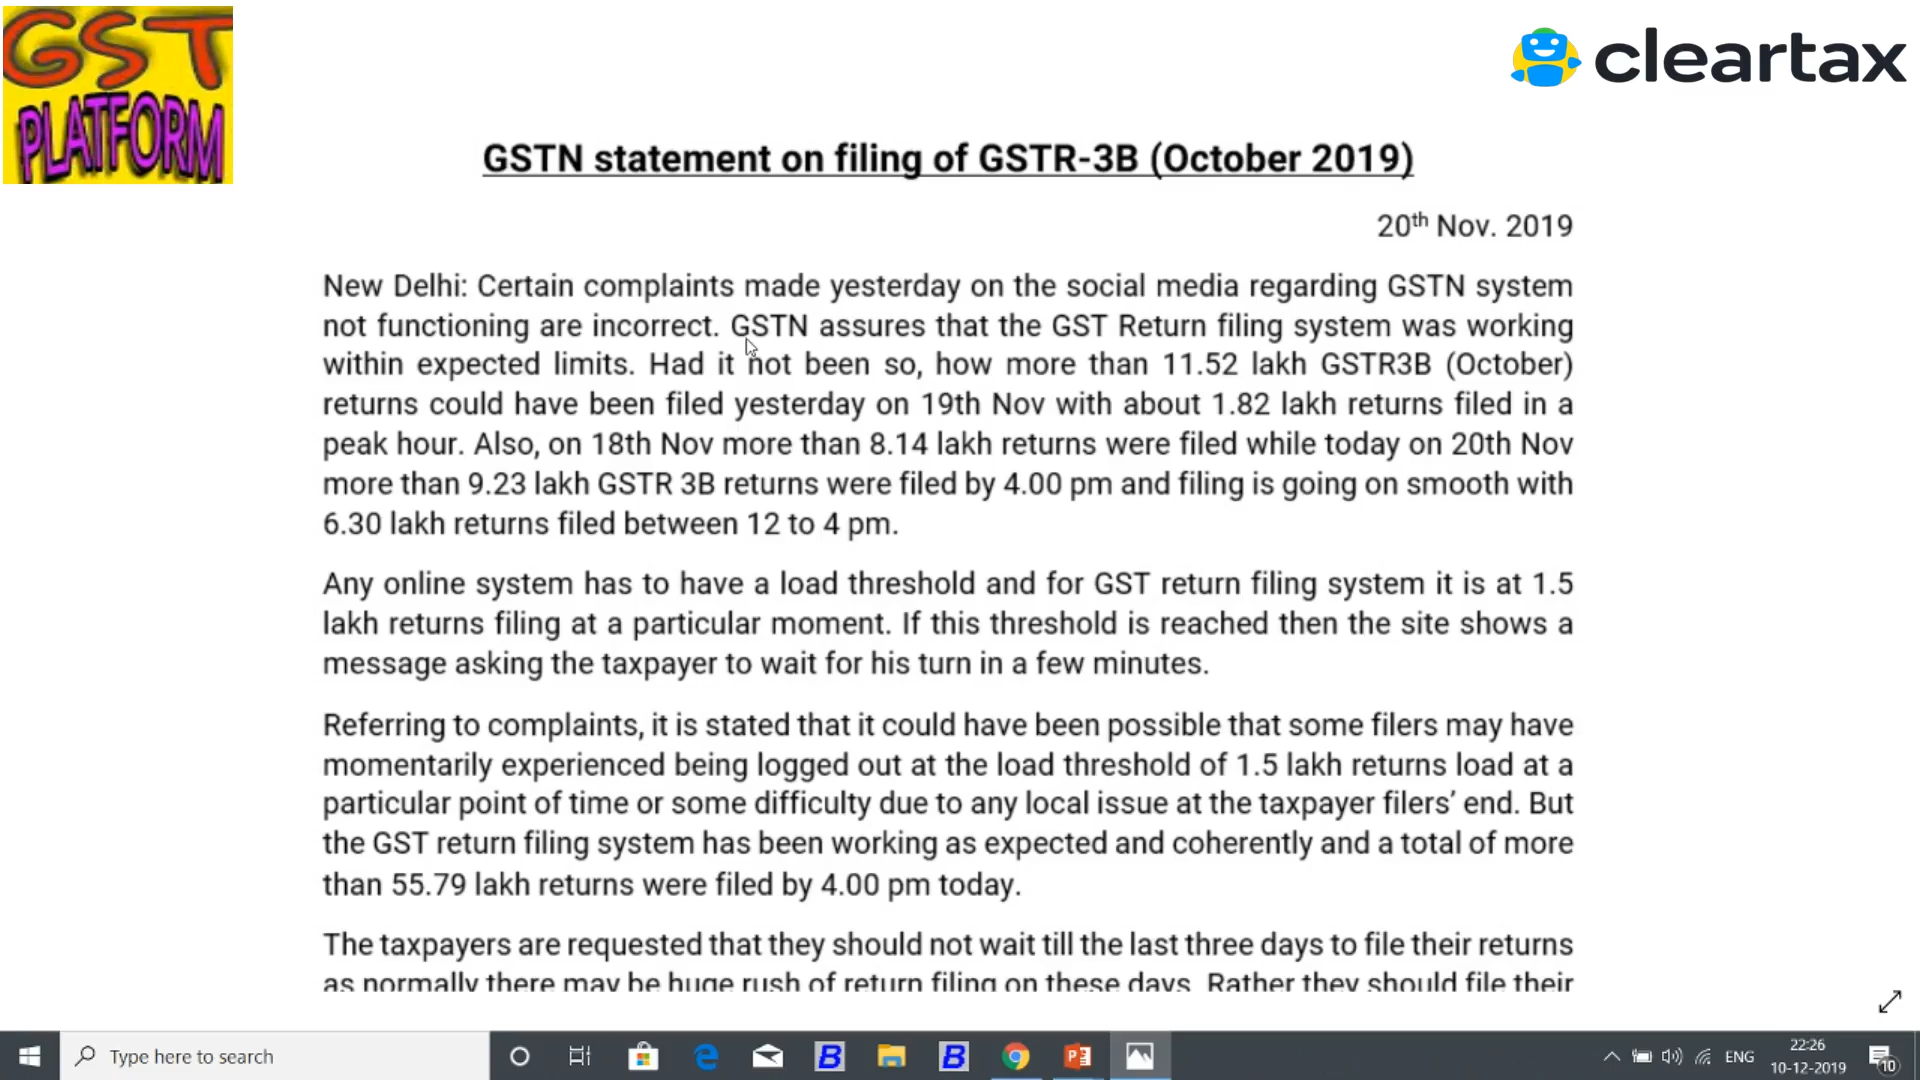 GST
PLATFORM
cleartax
GSTN statement on filing of GSTR-3B (October 2019)
20th Nov. 2019
New Delhi: Certain complaints made yesterday on the social media regarding GSTN system
not functioning are incorrect. GSTN assures that the GST Return filing system was working
within expected limits. Had it not been so, how more than 11.52 lakh GSTR3B (October)
returns could have been filed yesterday on 19th Nov with about 1.82 lakh returns filed in a
peak hour. Also, on 18th Nov more than 8.14 lakh returns were filed while today on 20th Nov
more than 9.23 lakh GSTR 3B returns were filed by 4.00 pm and filing is going on smooth with
6.30 lakh returns filed between 12 to 4 pm.
Any online system has to have a load threshold and for GST return filing system it is at 1.5
lakh returns filing at a particular moment. If this threshold is reached then the site shows a
message asking the taxpayer to wait for his turn in a few minutes.
Referring to complaints, it is stated that it could have been possible that some filers may have
momentarily experienced being logged out at the load threshold of 1.5 lakh returns load at a
particular point of time or some difficulty due to any local issue at the taxpayer filers’ end. But
the GST return filing system has been working as expected and coherently and a total of more
than 55.79 lakh returns were filed by 4.00 pm today.
The taxpayers are requested that they should not wait till the last three days to file their returns
as normally there may be huge rush of return filing on these days. Rather they should file their
Type here to search
B
B
P
ENG
22:26
10-12-2019
10